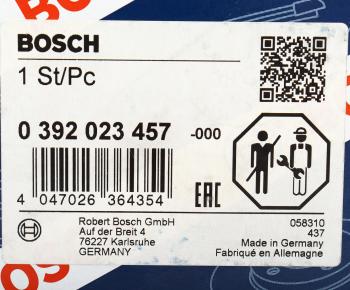 BOSCH
1 St/Pc
0 392 023 457 -000
4 047026 364354
EAC
Robert Bosch GmbH
Auf der Breit 4
76227 Karlsruhe
GERMANY
058310
437
Made in Germany
Fabriqué en Allemagne